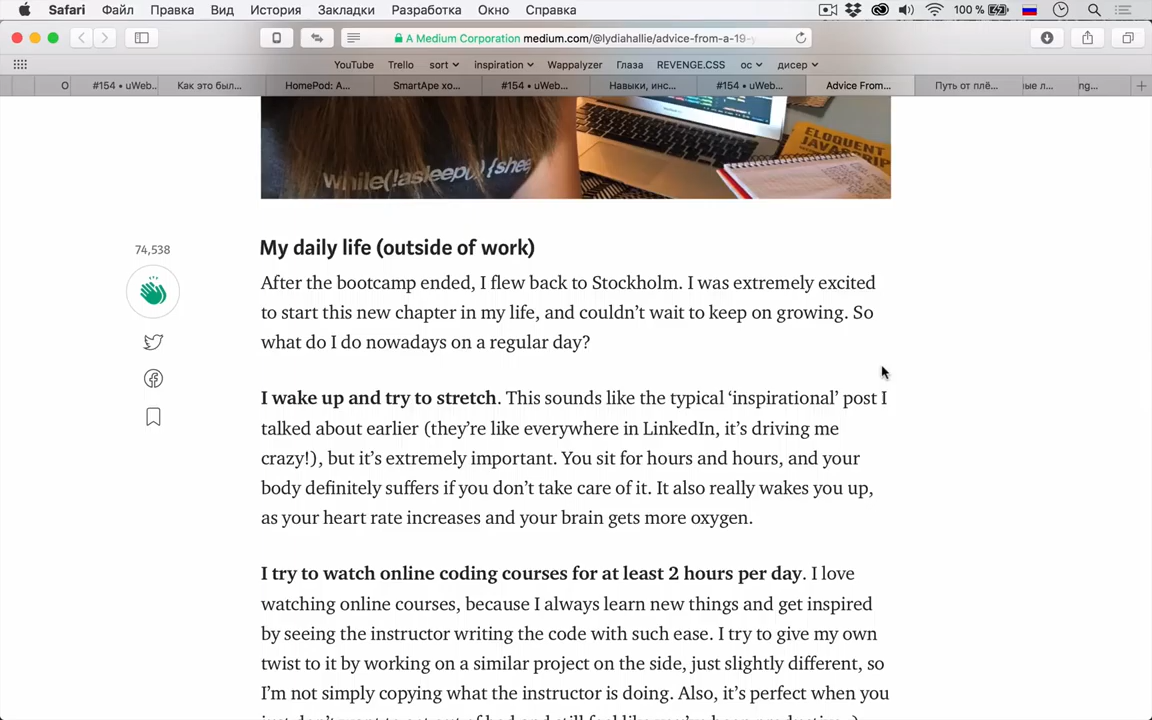 Safari Файл Правка Вид История Закладки Разработка Окно Справка 100 %
A Medium Corporation medium.com/@lydiahallie/advice-from-a-19-y
YouTube Trello sort inspiration Wappalyzer Глаза REVENGE.CSS ос дисер
O #154 • uWeb.. Как это был... HomePod: A... SmartApe хо... #154 • uWeb... Навыки, инс... #154 • uWeb... Advice From... Путь от плё... ные л... ng...
ELOQUENT
JAVASCRIPT
while(!asleep()){shee
My daily life (outside of work)
74,538
After the bootcamp ended, I flew back to Stockholm. I was extremely excited
to start this new chapter in my life, and couldn't wait to keep on growing. So
what do I do nowadays on a regular day?
I wake up and try to stretch. This sounds like the typical ‘inspirational’ post I
talked about earlier (they’re like everywhere in LinkedIn, it’s driving me
crazy!), but it’s extremely important. You sit for hours and hours, and your
body definitely suffers if you don’t take care of it. It also really wakes you up,
as your heart rate increases and your brain gets more oxygen.
I try to watch online coding courses for at least 2 hours per day. I love
watching online courses, because I always learn new things and get inspired
by seeing the instructor writing the code with such ease. I try to give my own
twist to it by working on a similar project on the side, just slightly different, so
I’m not simply copying what the instructor is doing. Also, it’s perfect when you